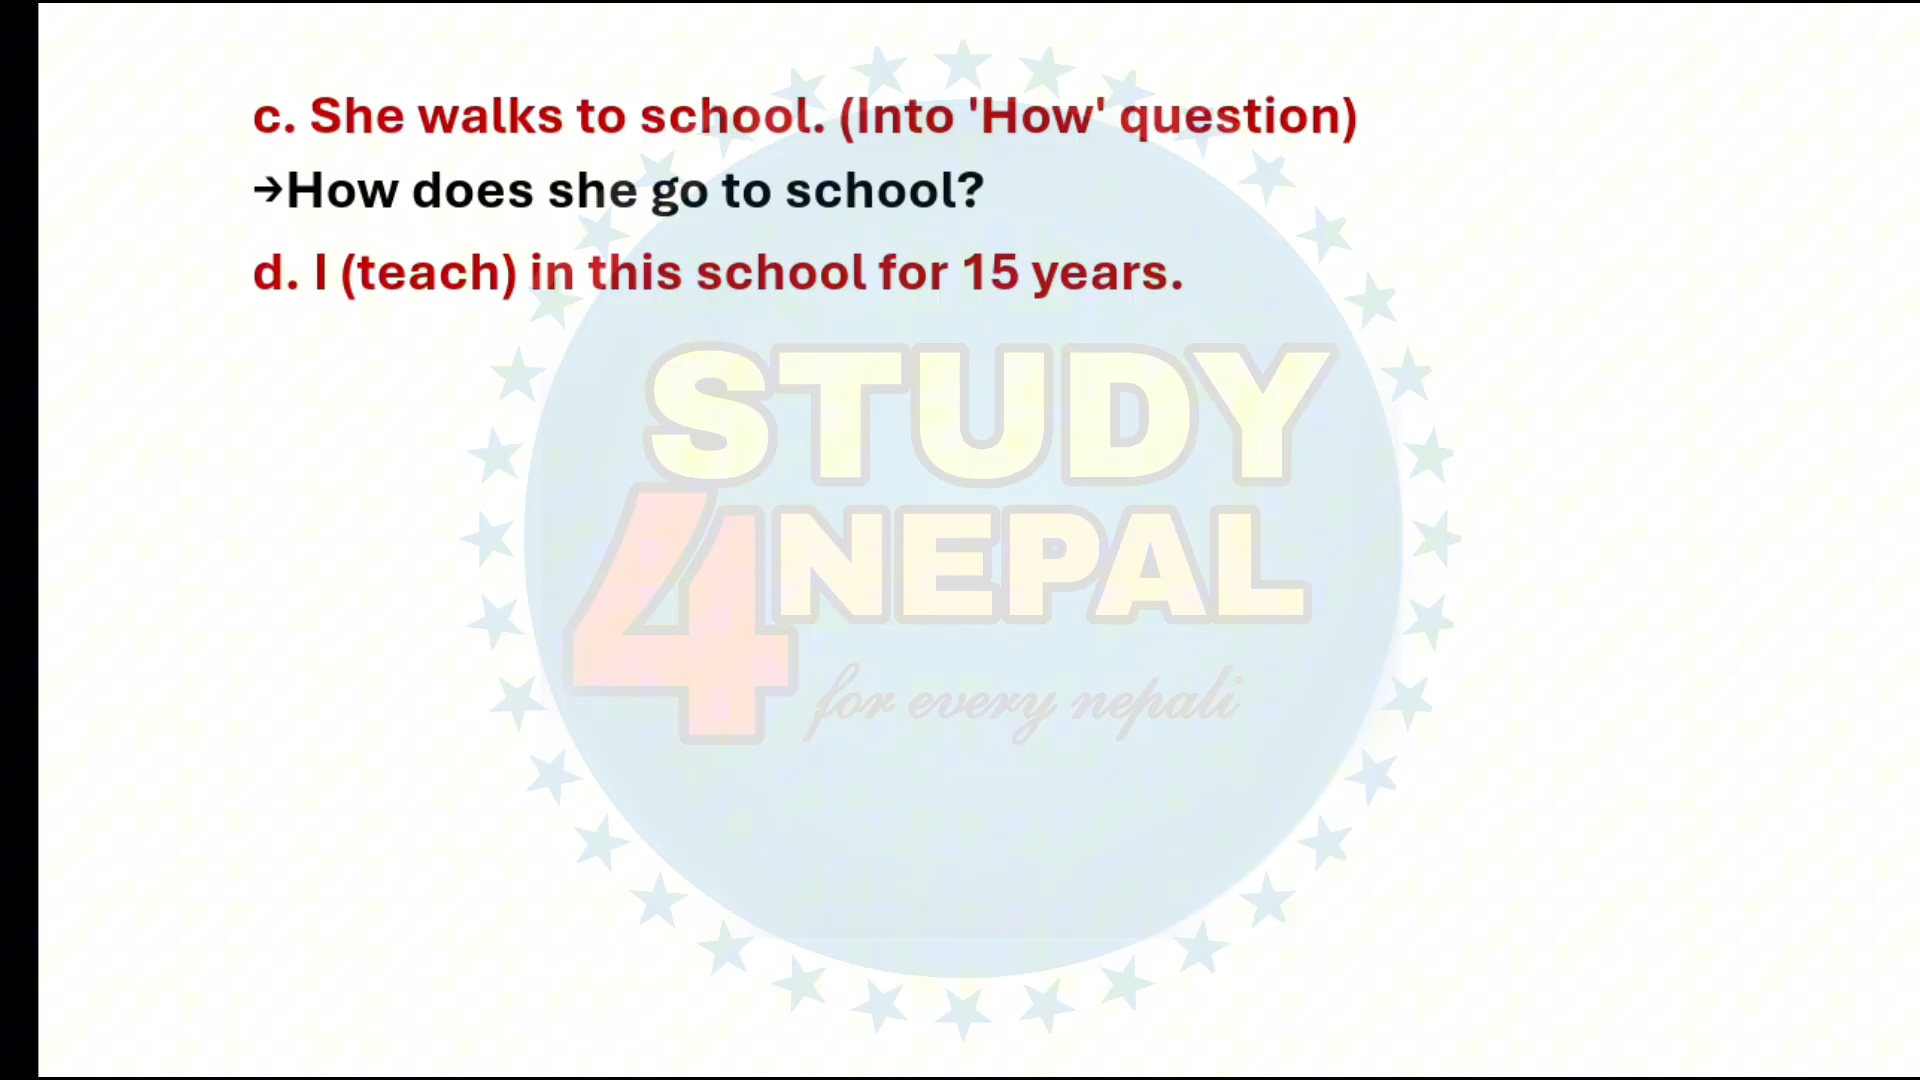 c. She walks to school. (Into 'How' question)
→How does she go to school?
d. I (teach) in this school for 15 years.
STUDY
4NEPAL
for every nepali